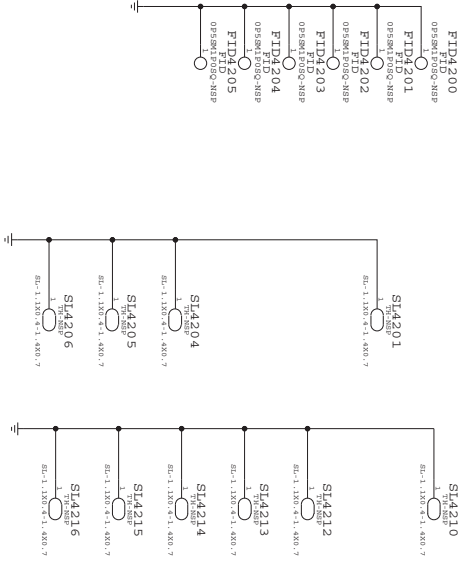 FID4200
FID
0P5SM1P0SQ-NSP
1
FID4201
FID
0P5SM1P0SQ-NSP
1
FID4202
FID
0P5SM1P0SQ-NSP
1
FID4203
FID
0P5SM1P0SQ-NSP
1
FID4204
FID
0P5SM1P0SQ-NSP
1
FID4205
FID
0P5SM1P0SQ-NSP
1
SL4201
TH-NSP
1
SL-1.1X0.4-1.4X0.7
SL4204
TH-NSP
1
SL-1.1X0.4-1.4X0.7
SL4205
TH-NSP
1
SL-1.1X0.4-1.4X0.7
SL4206
TH-NSP
1
SL-1.1X0.4-1.4X0.7
SL4210
TH-NSP
1
SL-1.1X0.4-1.4X0.7
SL4212
TH-NSP
1
SL-1.1X0.4-1.4X0.7
SL4213
TH-NSP
1
SL-1.1X0.4-1.4X0.7
SL4214
TH-NSP
1
SL-1.1X0.4-1.4X0.7
SL4215
TH-NSP
1
SL-1.1X0.4-1.4X0.7
SL4216
TH-NSP
1
SL-1.1X0.4-1.4X0.7